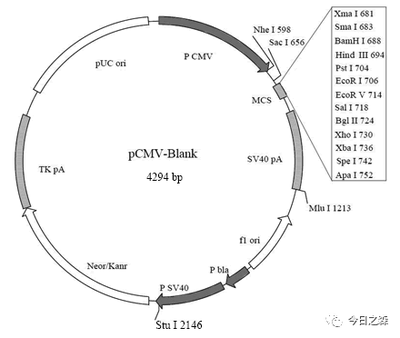 Nhe I 598
Sac I 656
Xma I 681
Sma I 683
BamH I 688
Hind III 694
Pst I 704
EcoR I 706
EcoR V 714
Sal I 718
Bgl II 724
Xho I 730
Xba I 736
Spe I 742
Apa I 752
pUC ori
P CMV
MCS
pCMV-Blank
4294 bp
TK pA
SV40 pA
Mlu I 1213
f1 ori
P bla
Neor/Kanr
P SV40
Stu I 2146
今日之森